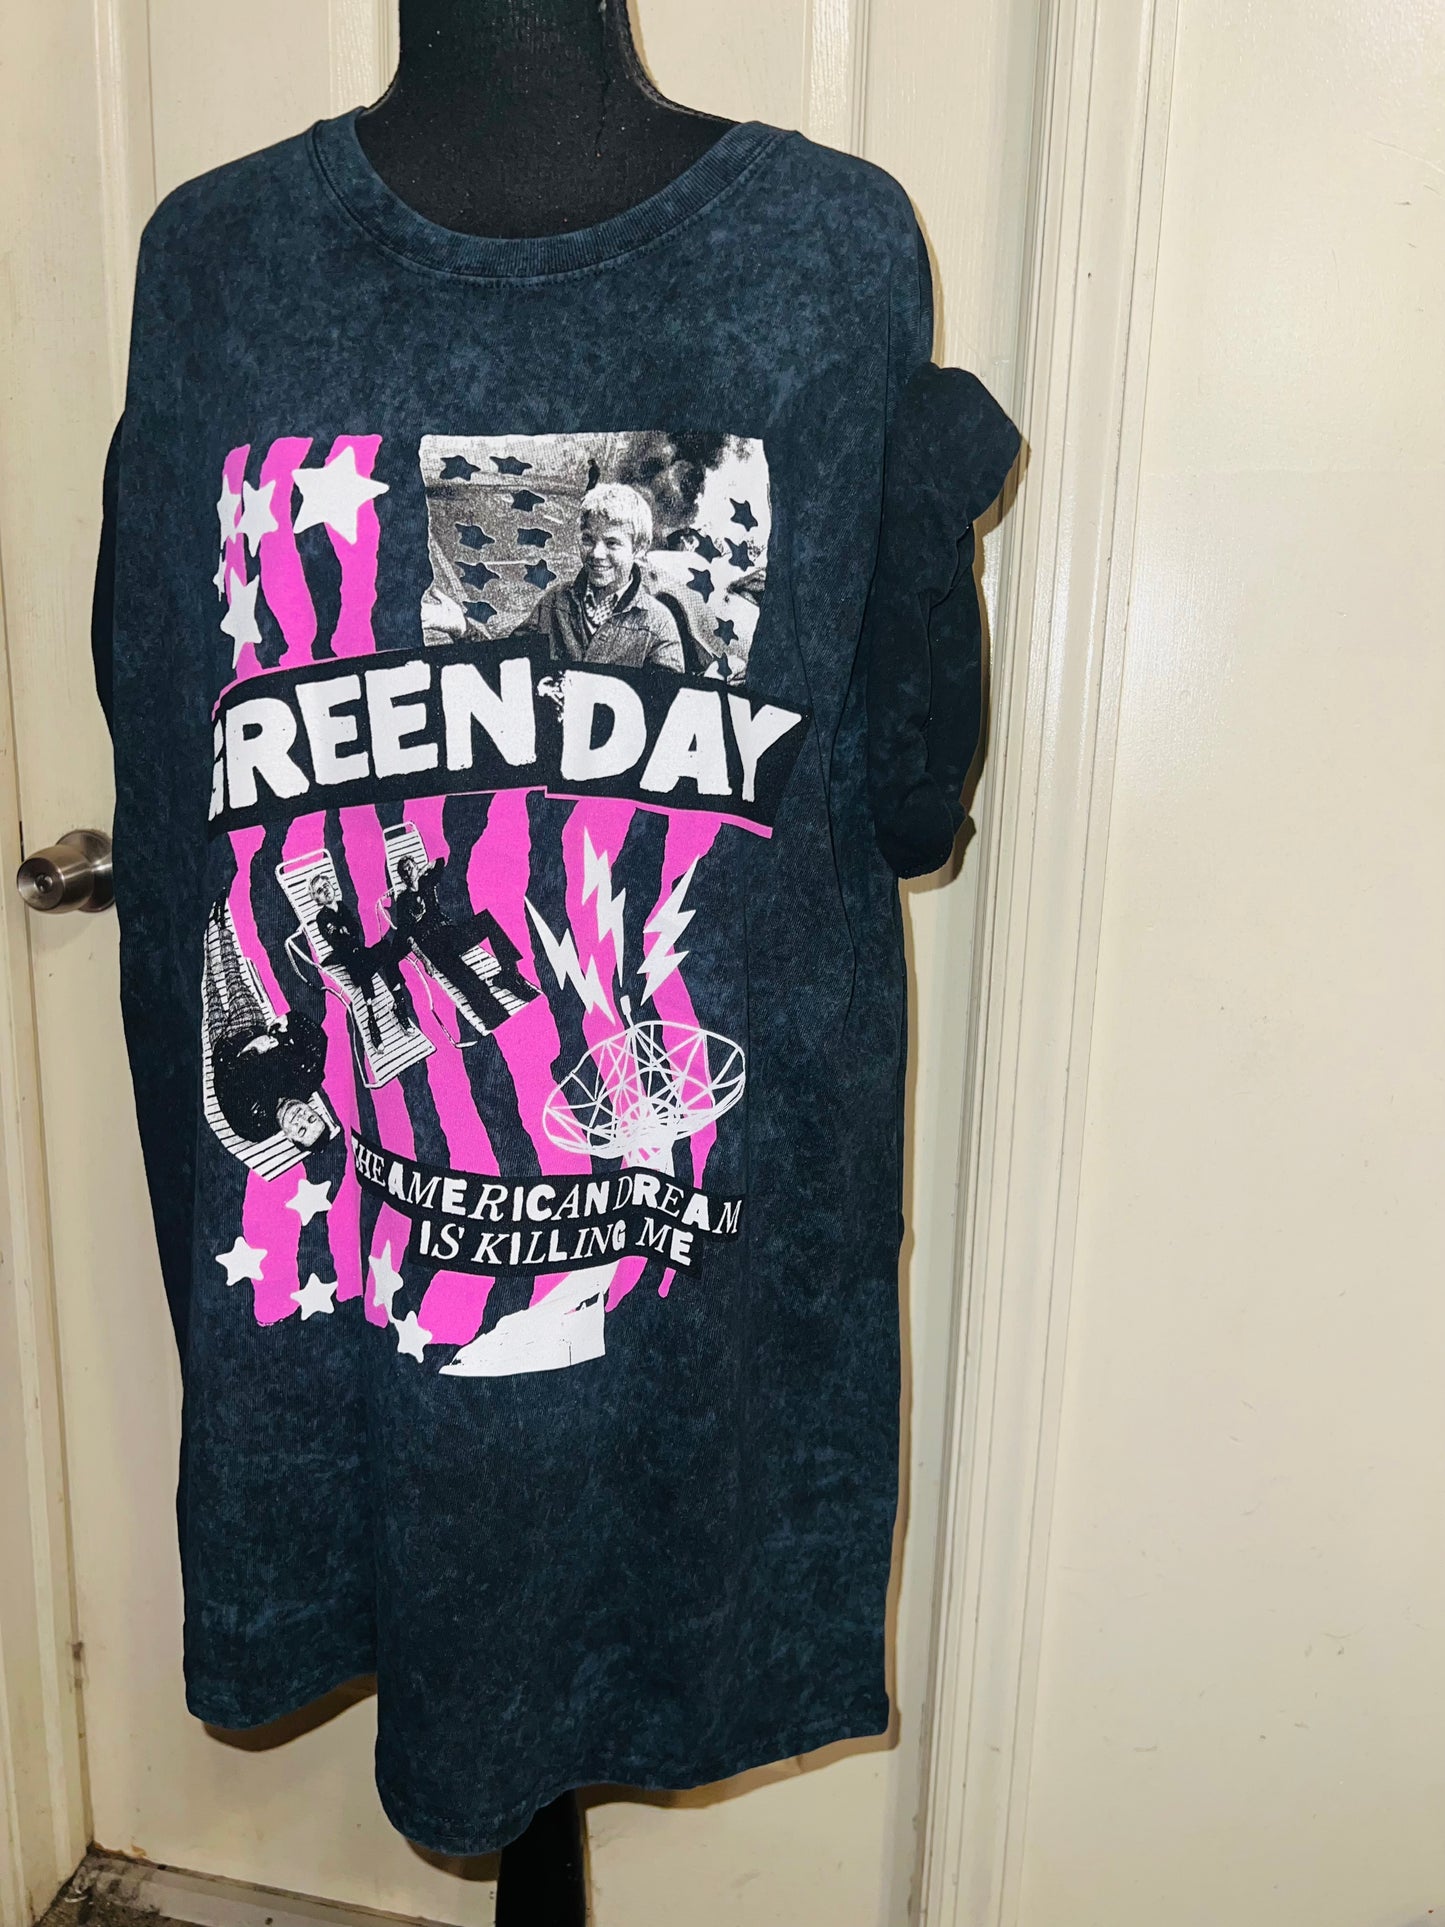 GREEN DAY
THE AMERICAN DREAM
IS KILLING ME